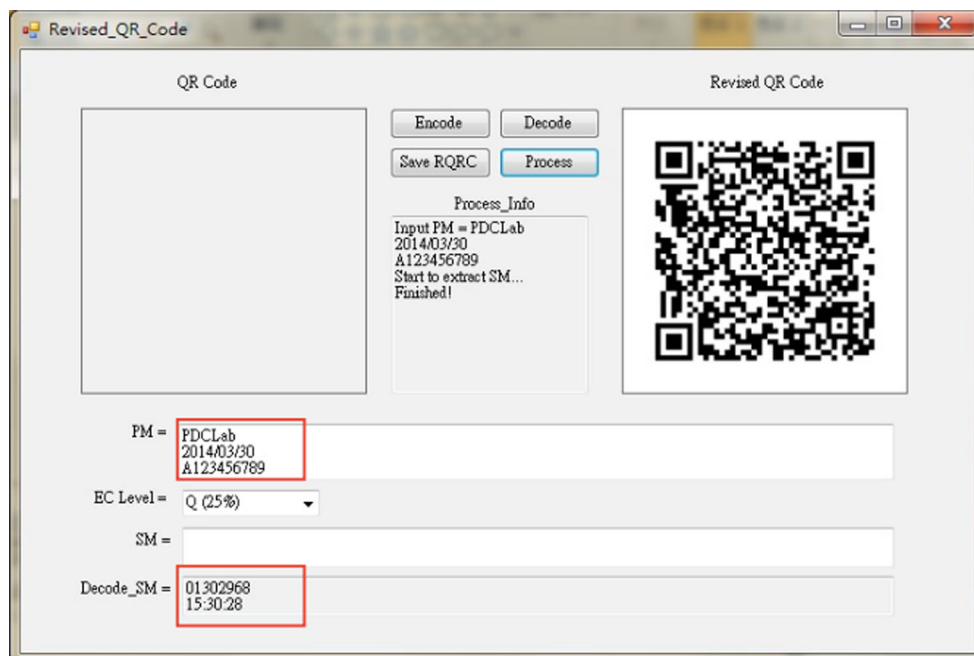 Revised_QR_Code
QR Code
Revised QR Code
Encode
Decode
Save RQRC
Process
Process_Info
Input PM = PDCLab
2014/03/30
A123456789
Start to extract SM...
Finished!
PM =
PDCLab
2014/03/30
A123456789
EC Level =
Q (25%)
SM =
Decode_SM =
01302968
15:30:28